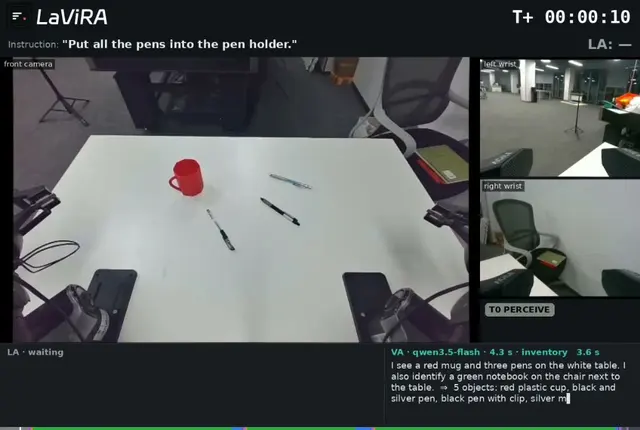 LaViRA
T+ 00:00:10
Instruction: "Put all the pens into the pen holder."
LA: —
front camera
left wrist
right wrist
T0 PERCEIVE
LA · waiting
VA · qwen3.5-flash · 4.3 s · inventory 3.6 s
I see a red mug and three pens on the white table. I
also identify a green notebook on the chair next to
the table. ⇒ 5 objects: red plastic cup, black and
silver pen, black pen with clip, silver m